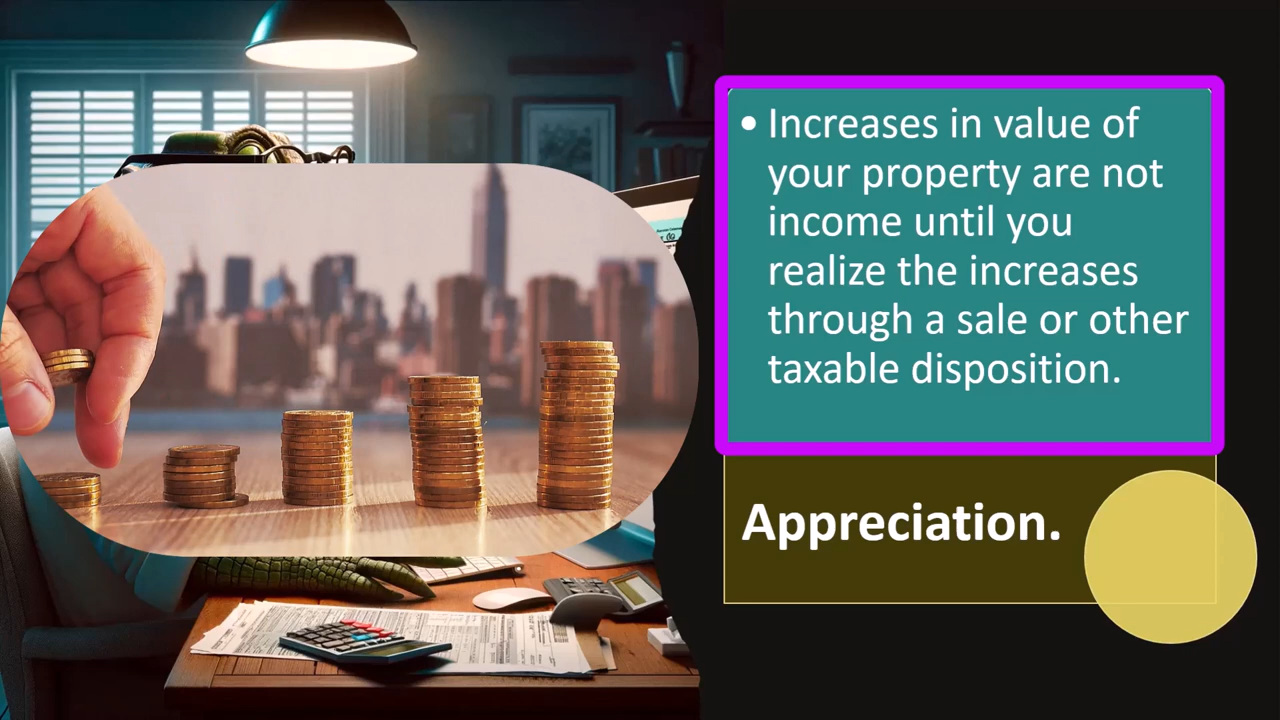 • Increases in value of
your property are not
income until you
realize the increases
through a sale or other
taxable disposition.
Appreciation.